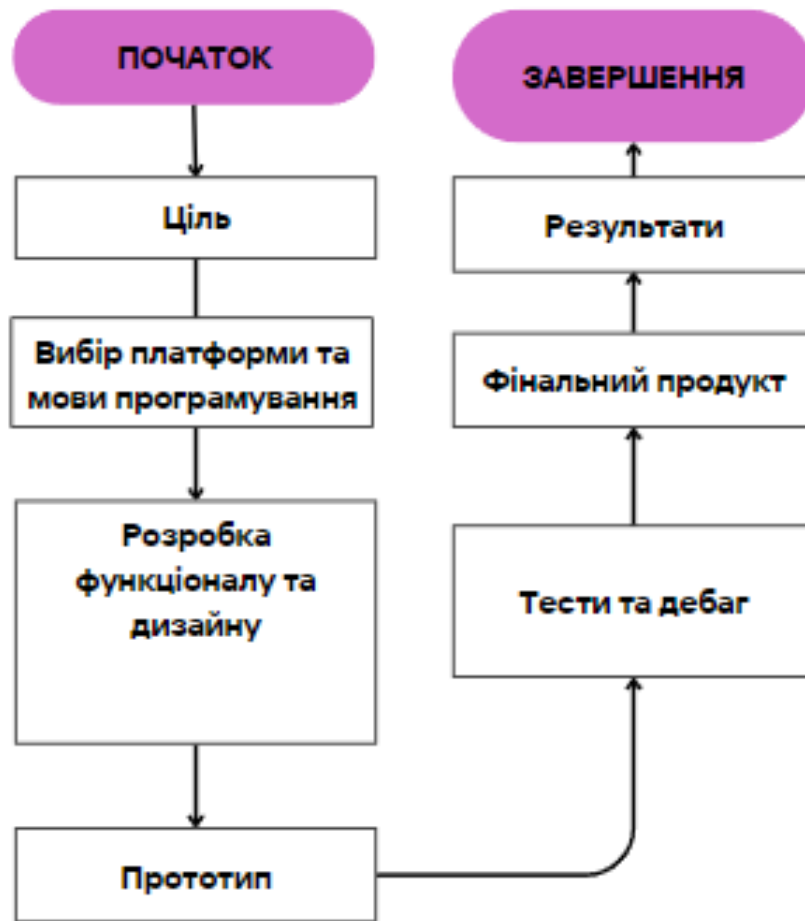 ПОЧАТОК
Ціль
Вибір платформи та
мови програмування
Розробка
функціоналу та
дизайну
Прототип
Тести та дебаг
Фінальний продукт
Результати
ЗАВЕРШЕННЯ